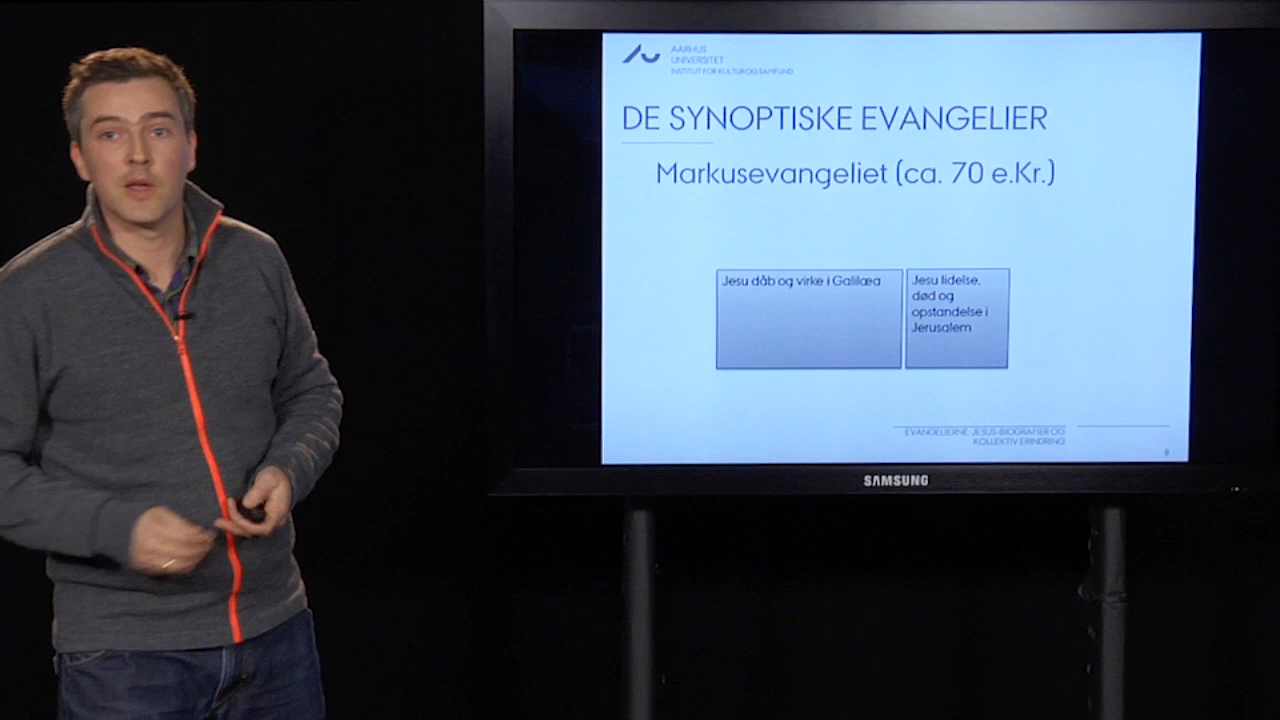 AARHUS
UNIVERSITET
INSTITUT FOR KULTUR OG SAMFUND
DE SYNOPTISKE EVANGELIER
Markusevangeliet (ca. 70 e.Kr.)
Jesu dåb og virke i Galilæa
Jesu lidelse,
død og
opstandelse i
Jerusalem
EVANGELIERNE, JESUS-BIOGRAFIER OG
KOLLEKTIV ERINDRING
8
SAMSUNG